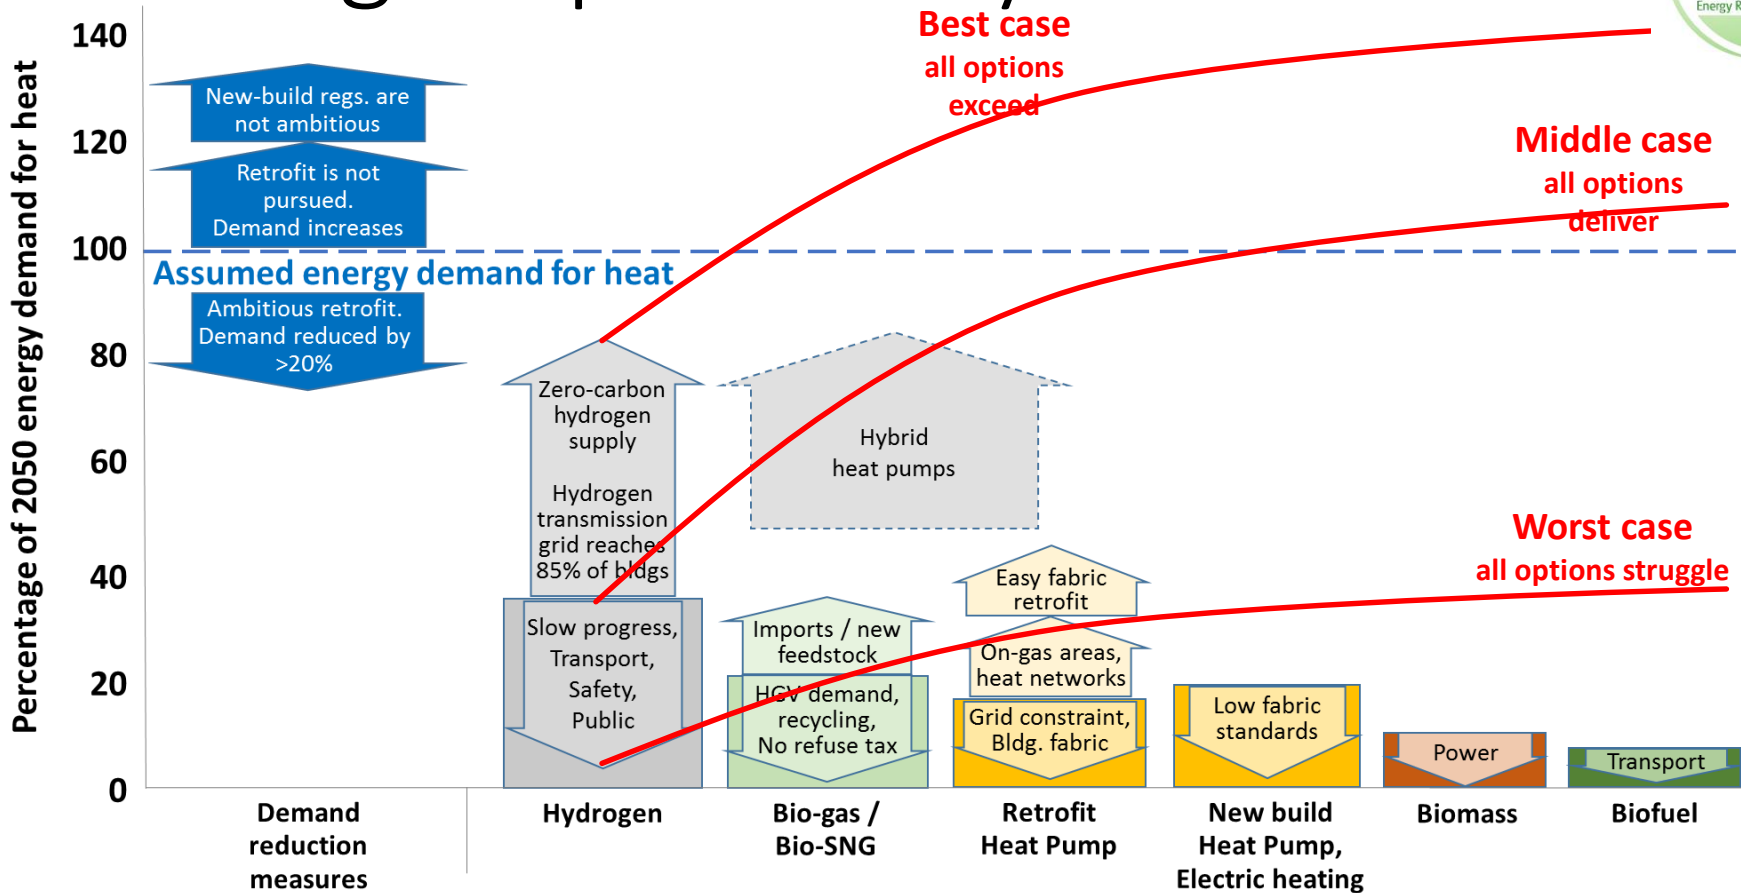 Energy R
Percentage of 2050 energy demand for heat
140
120
100
80
60
40
20
0
New-build regs. are
not ambitious
Retrofit is not
pursued.
Demand increases
Assumed energy demand for heat
Ambitious retrofit.
Demand reduced by
>20%
Best case
all options
exceed
Middle case
all options
deliver
Worst case
all options struggle
Zero-carbon
hydrogen
supply
Hydrogen
transmission
grid reaches
85% of bldgs
Slow progress,
Transport,
Safety,
Public
Hybrid
heat pumps
Imports / new
feedstock
HGV demand,
recycling,
No refuse tax
Easy fabric
retrofit
On-gas areas,
heat networks
Grid constraint,
Bldg. fabric
Low fabric
standards
Power
Transport
Demand
reduction
measures
Hydrogen
Bio-gas /
Bio-SNG
Retrofit
Heat Pump
New build
Heat Pump,
Electric heating
Biomass
Biofuel